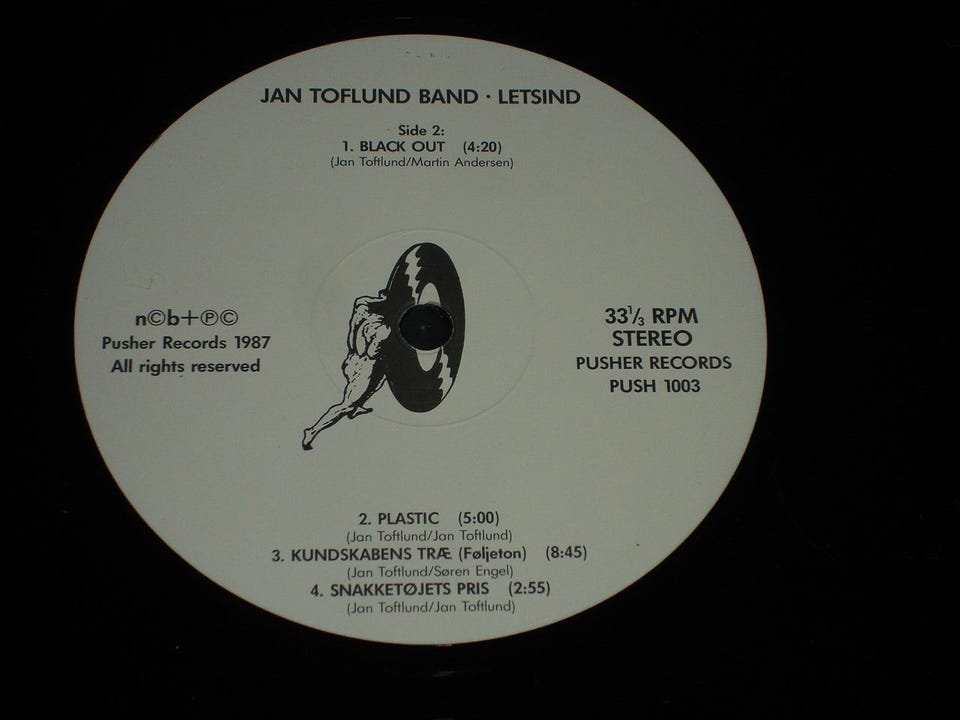 JAN TOFLUND BAND · LETSIND
Side 2:
1. BLACK OUT (4:20)
(Jan Toftlund/Martin Andersen)
n©b+℗©
Pusher Records 1987
All rights reserved
33⅓ RPM
STEREO
PUSHER RECORDS
PUSH 1003
2. PLASTIC (5:00)
(Jan Toftlund/Jan Toftlund)
3. KUNDSKABENS TRÆ (Føljeton) (8:45)
(Jan Toftlund/Søren Engel)
4. SNAKKETØJETS PRIS (2:55)
(Jan Toftlund/Jan Toftlund)